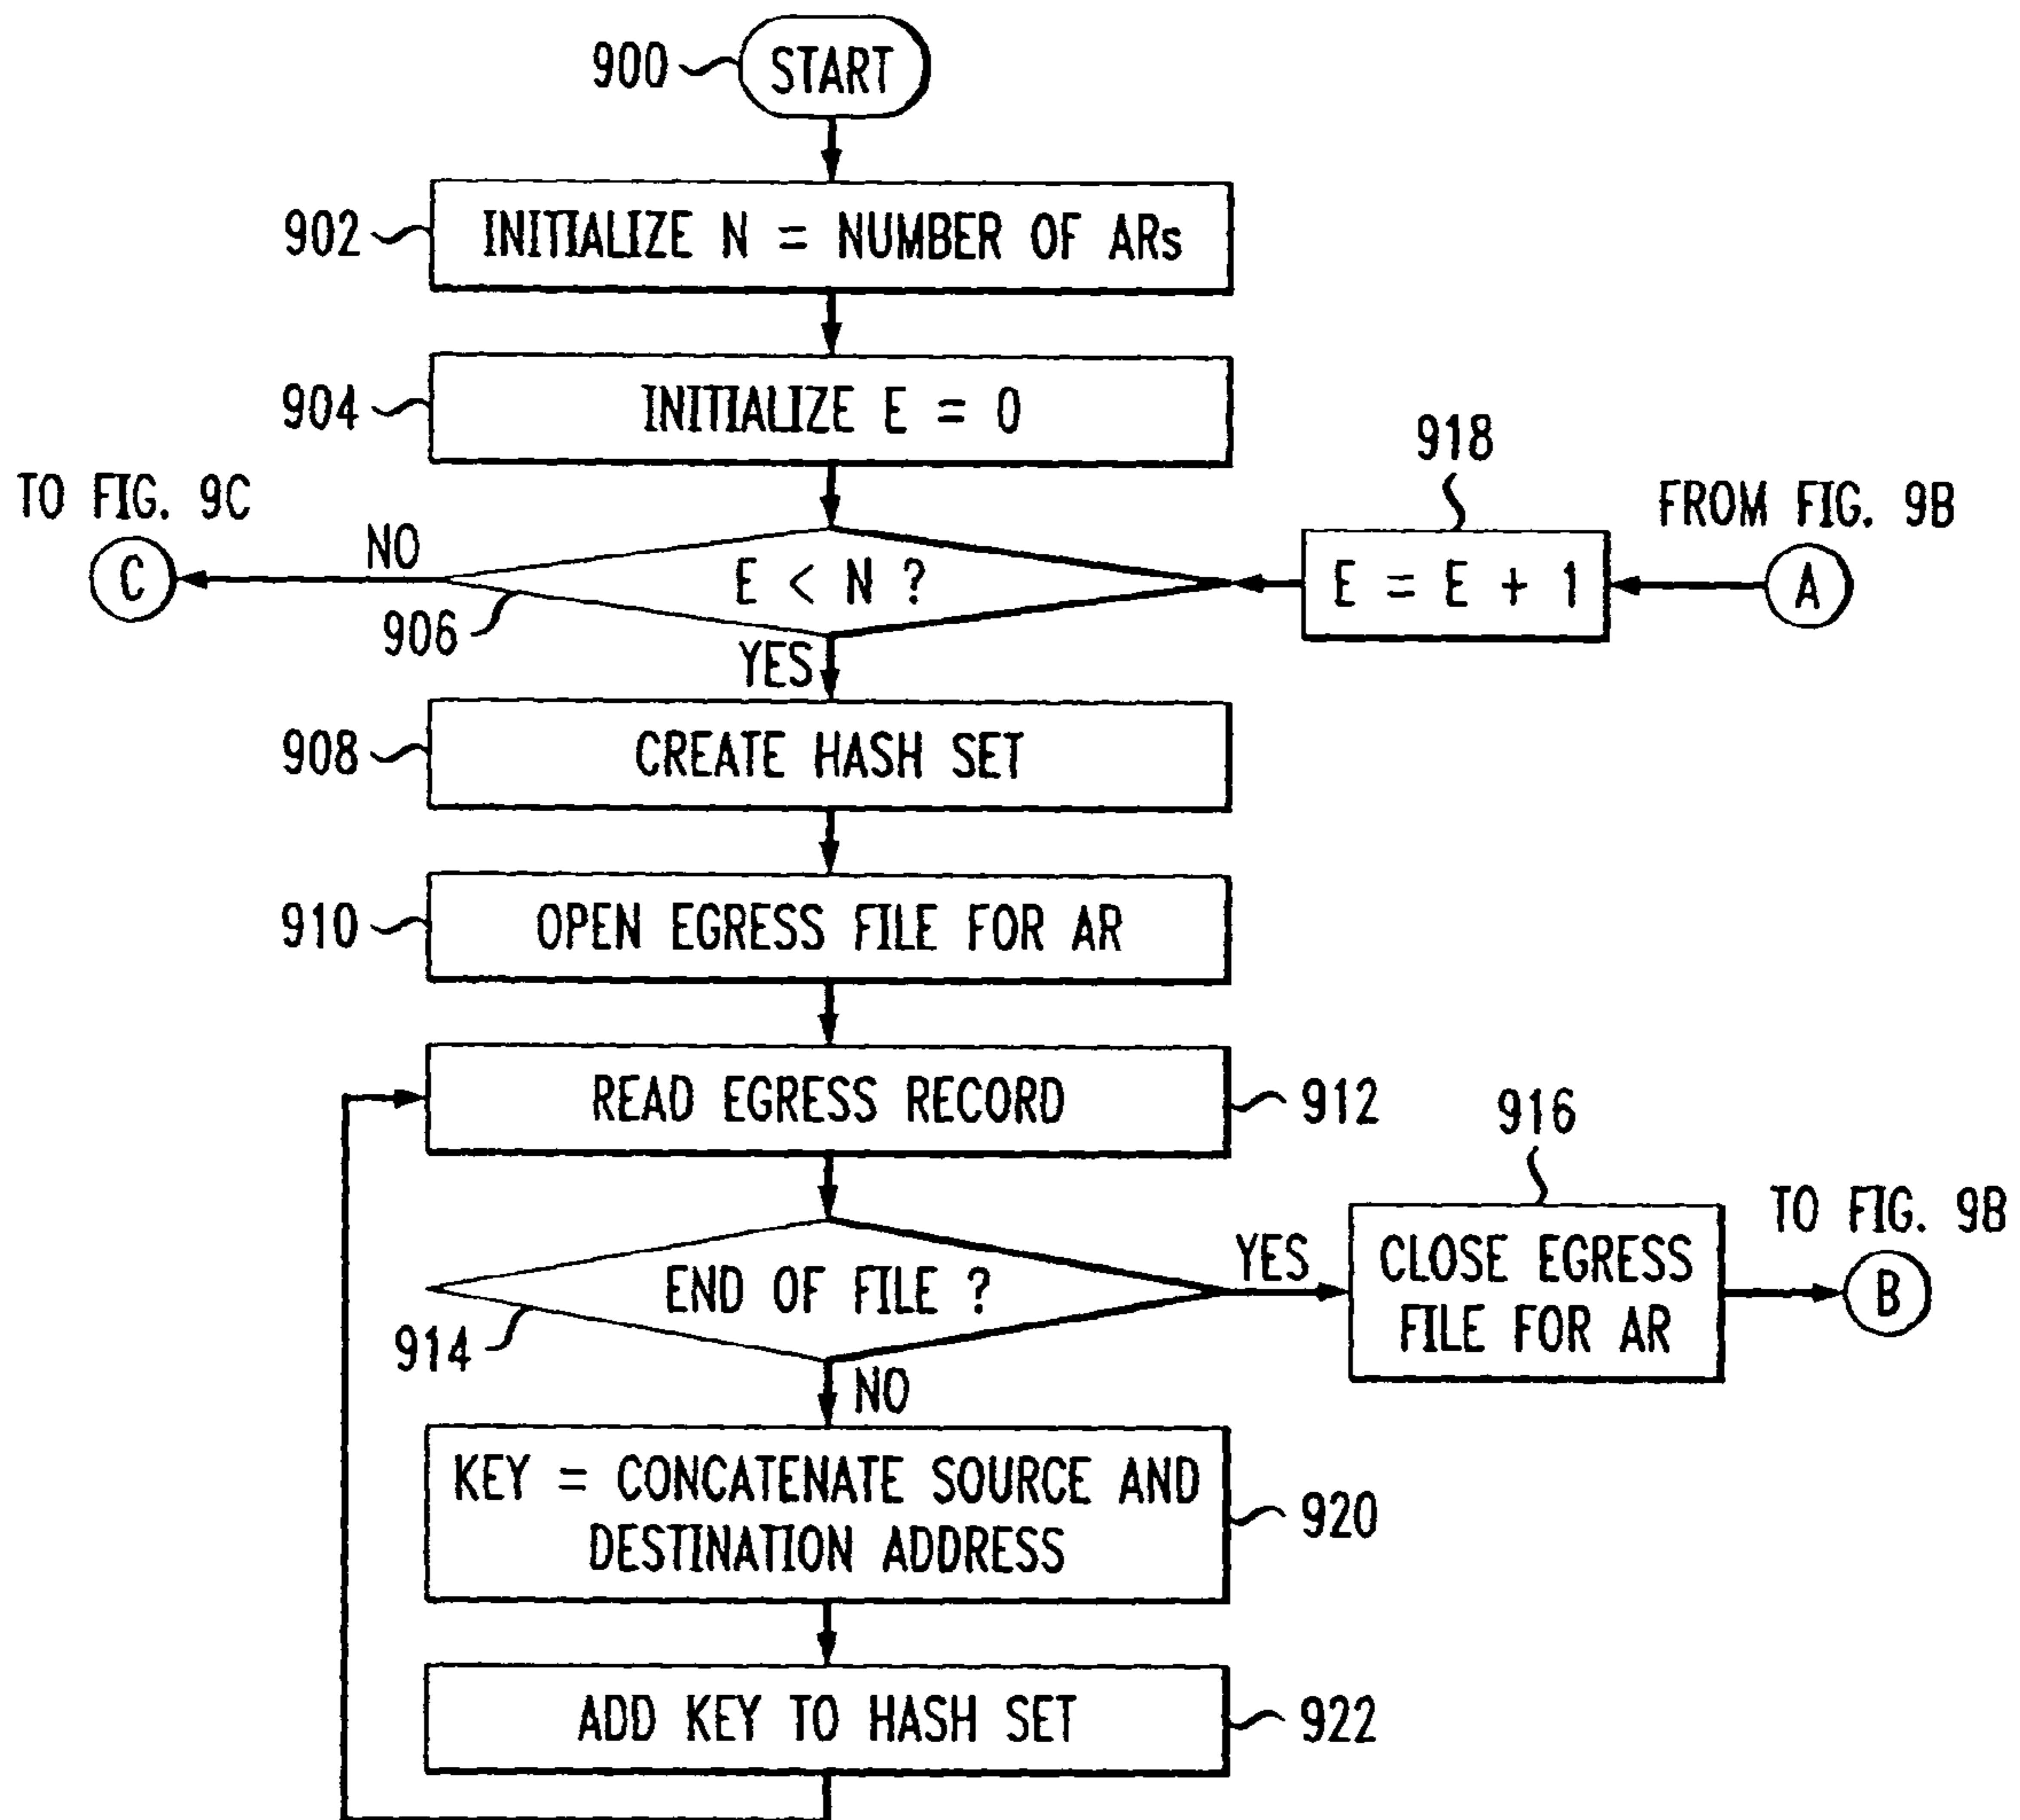 900
START
902
INITIALIZE N = NUMBER OF ARs
904
INITIALIZE E = 0
918
TO FIG. 9C
FROM FIG. 9B
C
NO
E < N ?
E = E + 1
A
906
YES
908
CREATE HASH SET
910
OPEN EGRESS FILE FOR AR
READ EGRESS RECORD
912
916
TO FIG. 9B
END OF FILE ?
YES
CLOSE EGRESS
FILE FOR AR
B
914
NO
KEY = CONCATENATE SOURCE AND
DESTINATION ADDRESS
920
ADD KEY TO HASH SET
922